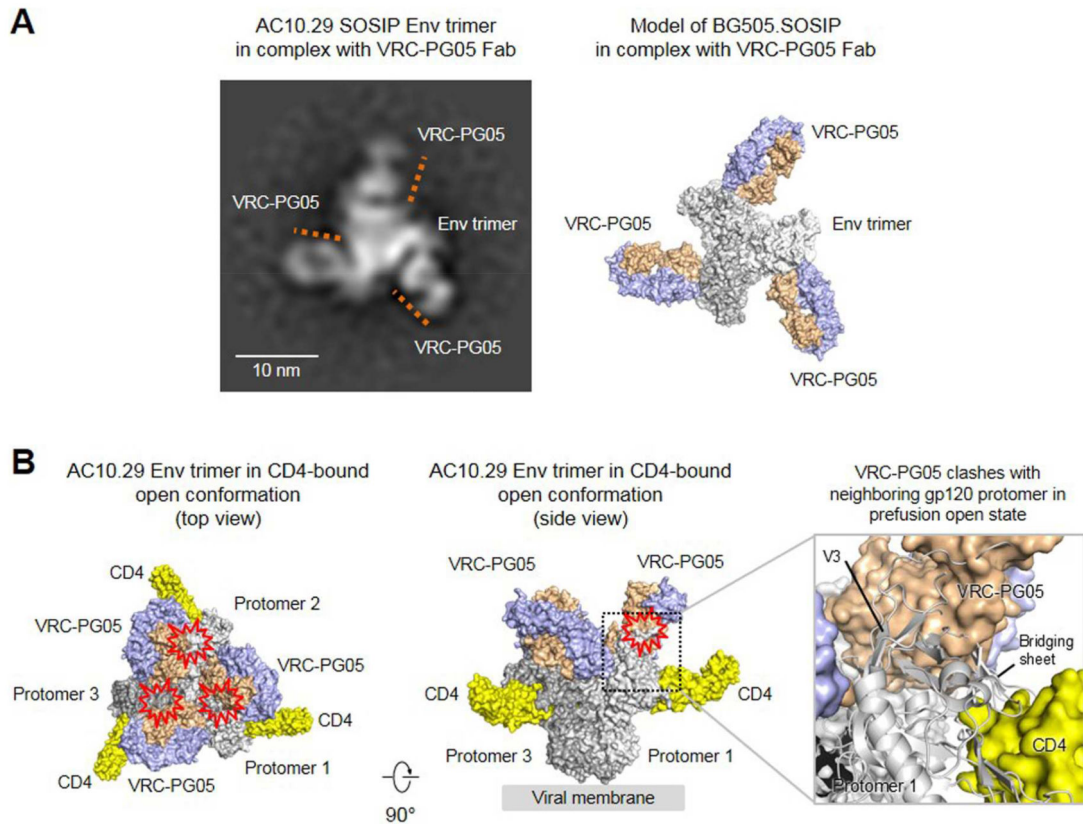 A
AC10.29 SOSIP Env trimer
in complex with VRC-PG05 Fab
VRC-PG05
VRC-PG05
Env trimer
VRC-PG05
10 nm
Model of BG505.SOSIP
in complex with VRC-PG05 Fab
VRC-PG05
VRC-PG05
Env trimer
VRC-PG05
B
AC10.29 Env trimer in CD4-bound
open conformation
(top view)
CD4
Protomer 2
VRC-PG05
VRC-PG05
Protomer 3
CD4
Protomer 1
CD4
VRC-PG05
90°
AC10.29 Env trimer in CD4-bound
open conformation
(side view)
VRC-PG05
VRC-PG05
CD4
CD4
Protomer 3
Protomer 1
Viral membrane
VRC-PG05 clashes with
neighboring gp120 protomer in
prefusion open state
V3
VRC-PG05
Bridging
sheet
CD4
Protomer 1